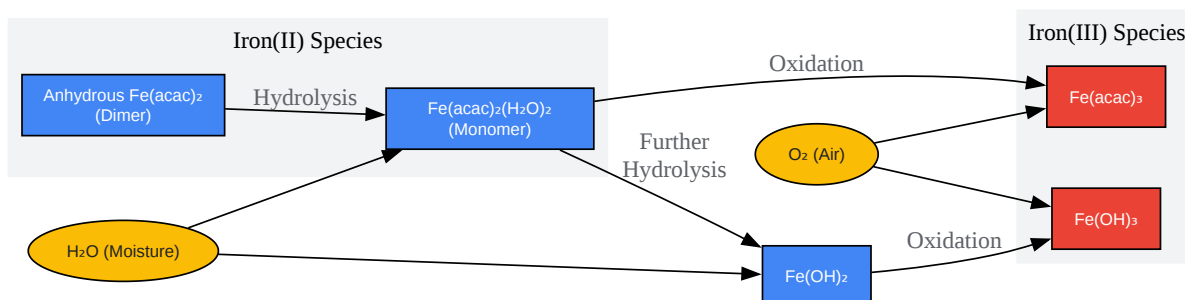 Iron(II) Species
Iron(III) Species
Anhydrous Fe(acac)₂
(Dimer)
Hydrolysis
Fe(acac)₂(H₂O)₂
(Monomer)
Oxidation
Fe(acac)₃
Further
Hydrolysis
O₂ (Air)
H₂O (Moisture)
Fe(OH)₂
Oxidation
Fe(OH)₃